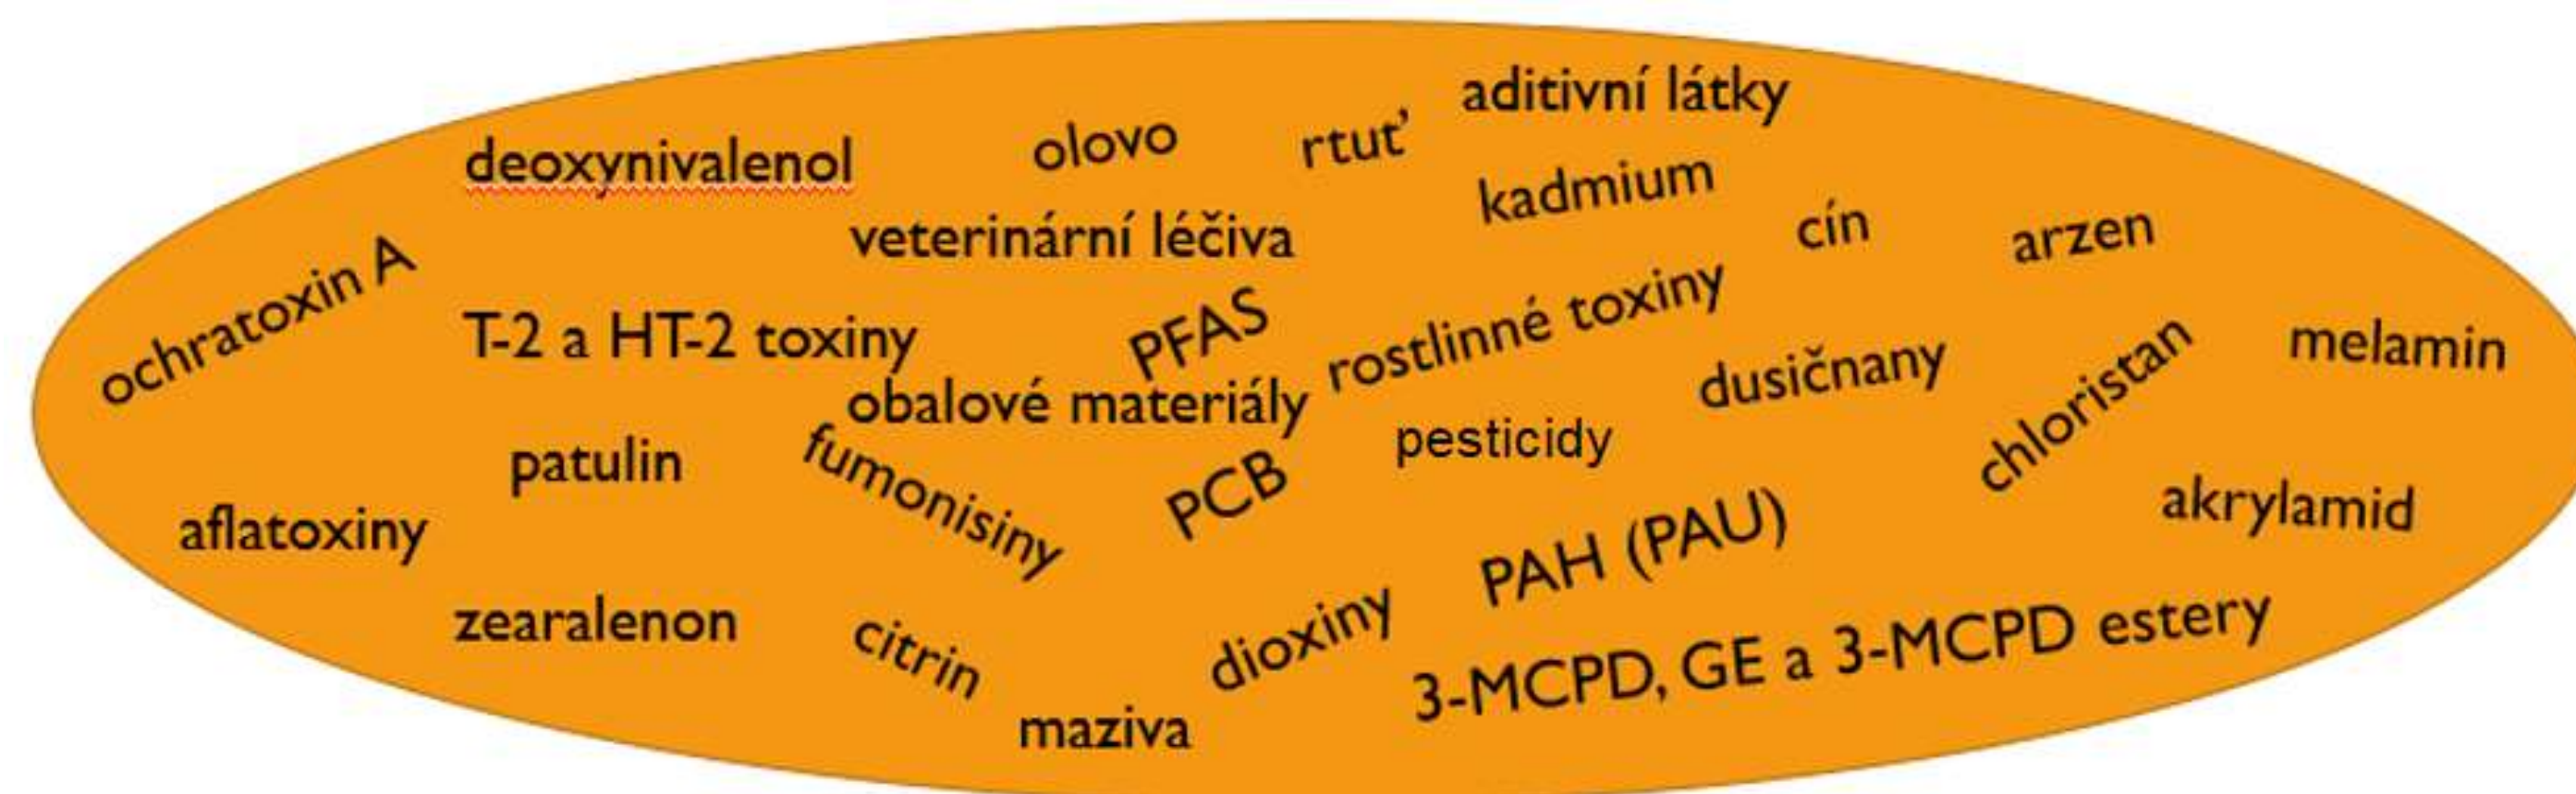 aditivní látky
deoxynivalenol
olovo
rtuť
kadmium
veterinární léčiva
cín
arzen
ochratoxin A
T-2 a HT-2 toxiny
PFAS
rostlinné toxiny
dusičnany
chloristan
melamin
obalové materiály
pesticidy
patulin
fumonisiny
PCB
akrylamid
aflatoxiny
PAH (PAU)
zearalenon
citrin
dioxiny
3-MCPD, GE a 3-MCPD estery
maziva